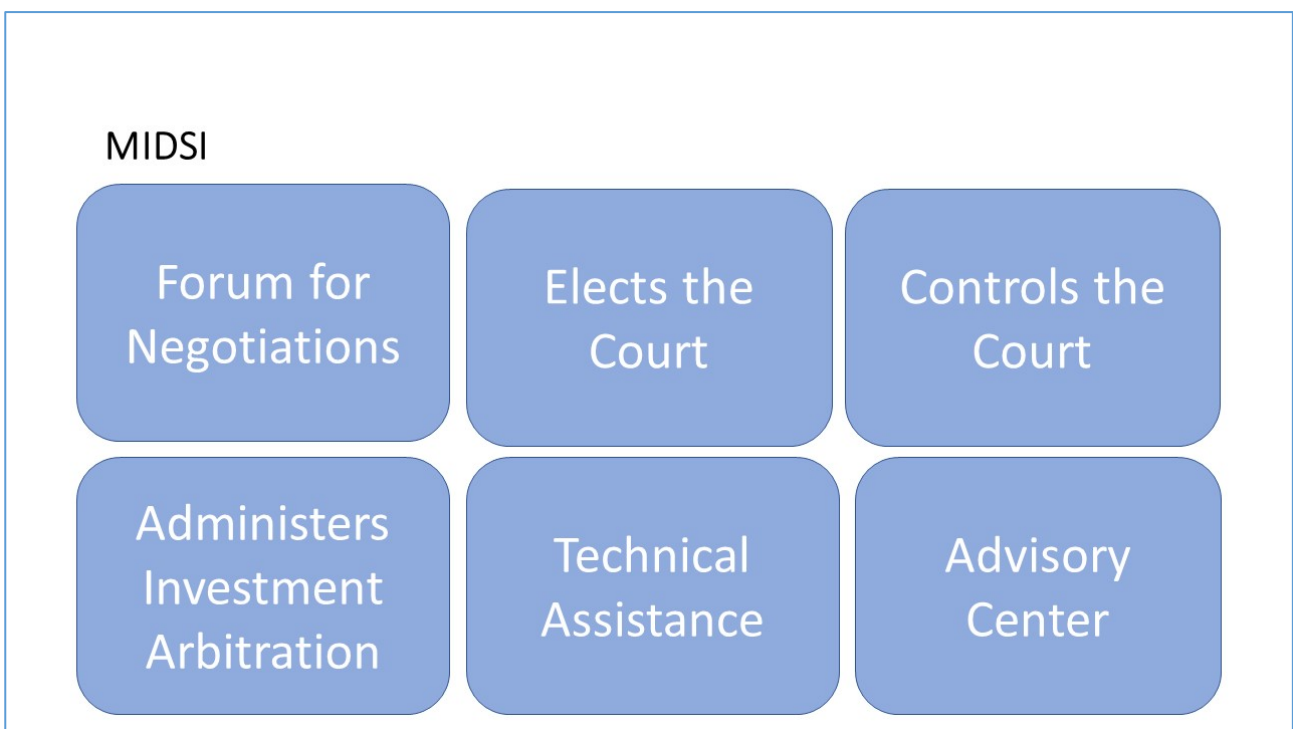 MIDSI
Forum for
Negotiations
Elects the
Court
Controls the
Court
Administers
Investment
Arbitration
Technical
Assistance
Advisory
Center